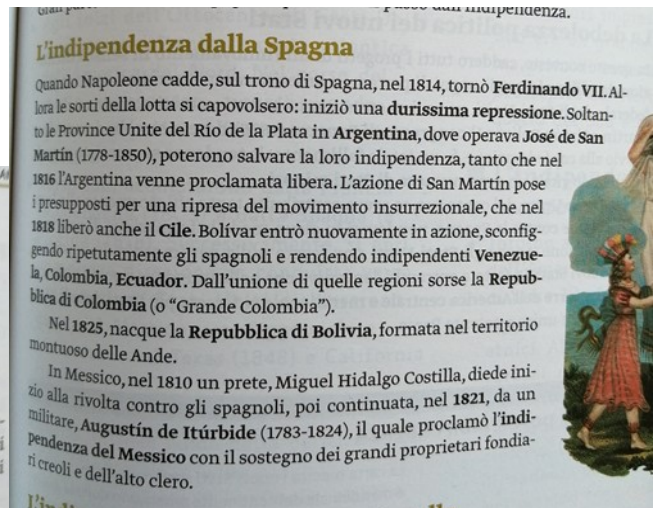 indipendenza.
L'indipendenza dalla Spagna
Quando Napoleone cadde, sul trono di Spagna, nel 1814, tornò Ferdinando VII. Al-
lora le sorti della lotta si capovolsero: iniziò una durissima repressione. Soltan-
to le Province Unite del Río de la Plata in Argentina, dove operava José de San
Martín (1778-1850), poterono salvare la loro indipendenza, tanto che nel
1816 l'Argentina venne proclamata libera. L'azione di San Martín pose
i presupposti per una ripresa del movimento insurrezionale, che nel
1818 liberò anche il Cile. Bolívar entrò nuovamente in azione, sconfig-
gendo ripetutamente gli spagnoli e rendendo indipendenti Venezue-
la, Colombia, Ecuador. Dall'unione di quelle regioni sorse la Repub-
blica di Colombia (o “Grande Colombia”).
Nel 1825, nacque la Repubblica di Bolivia, formata nel territorio
montuoso delle Ande.
In Messico, nel 1810 un prete, Miguel Hidalgo Costilla, diede ini-
zio alla rivolta contro gli spagnoli, poi continuata, nel 1821, da un
militare, Augustín de Itúrbide (1783-1824), il quale proclamò l'indi-
pendenza del Messico con il sostegno dei grandi proprietari fondia-
ri creoli e dell'alto clero.